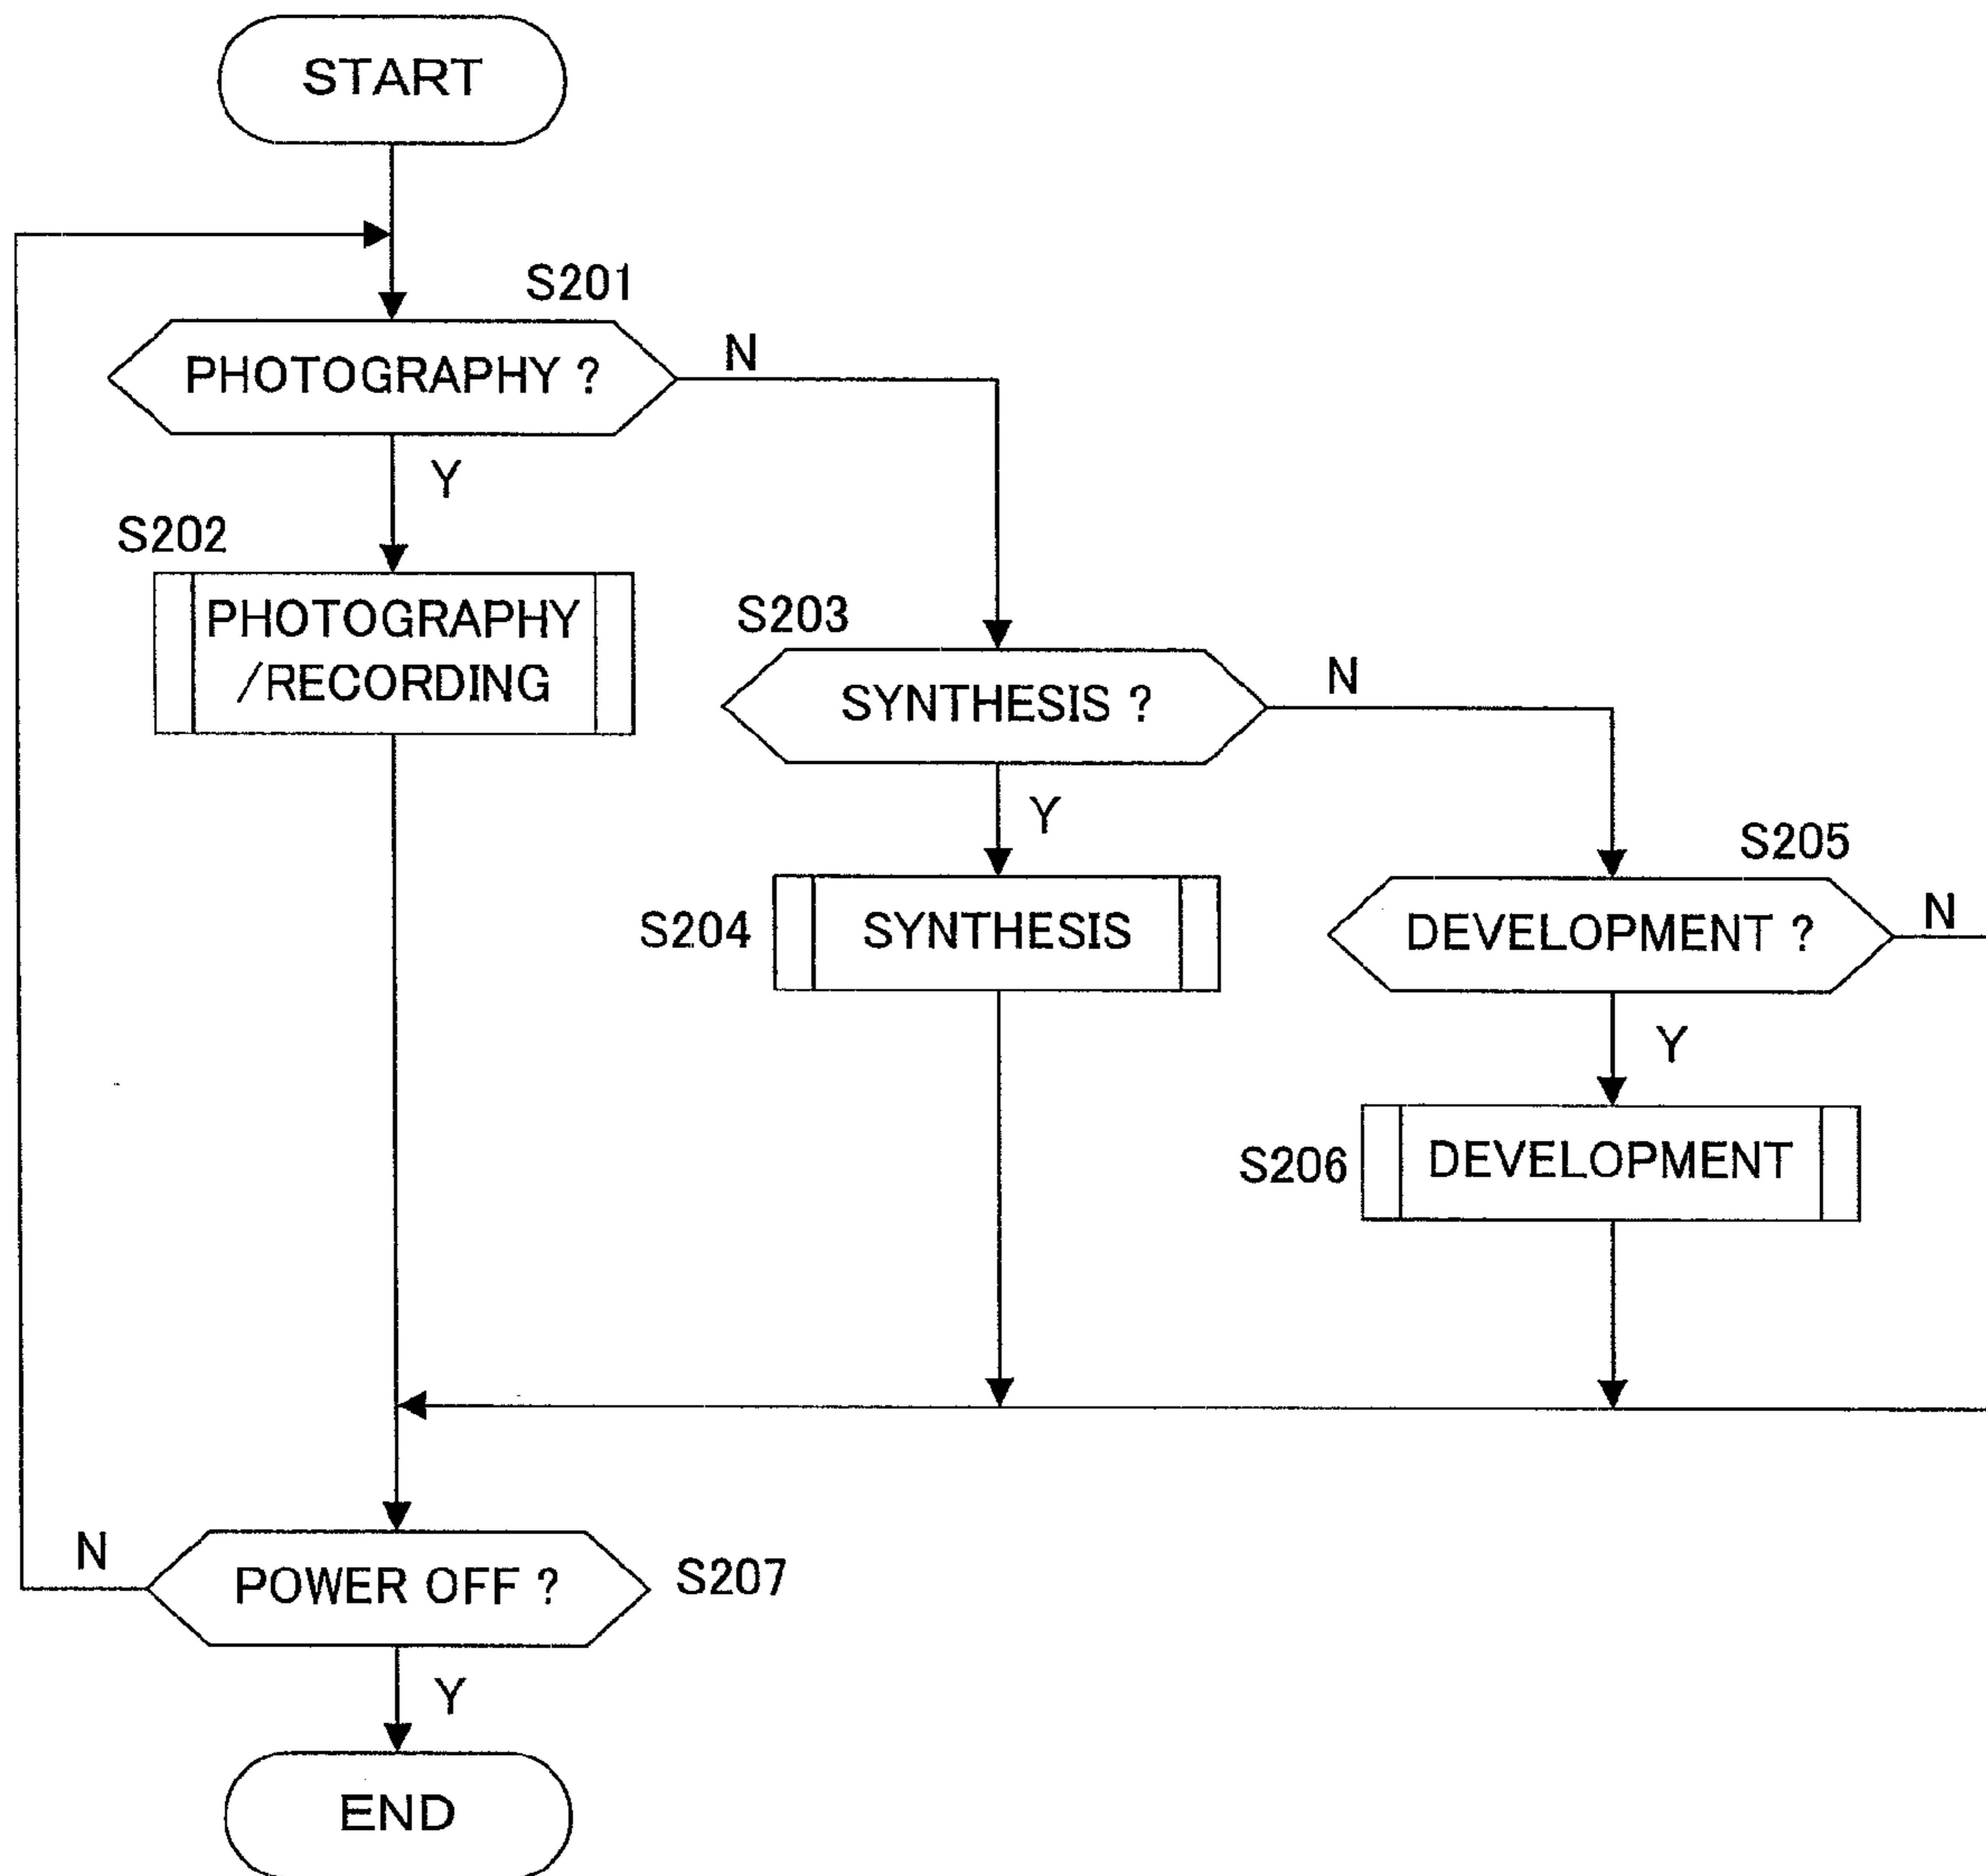 START
S201
PHOTOGRAPHY ?
N
Y
S202
PHOTOGRAPHY
/RECORDING
S203
SYNTHESIS ?
N
Y
S204
SYNTHESIS
S205
DEVELOPMENT ?
N
Y
S206
DEVELOPMENT
N
POWER OFF ?
S207
Y
END